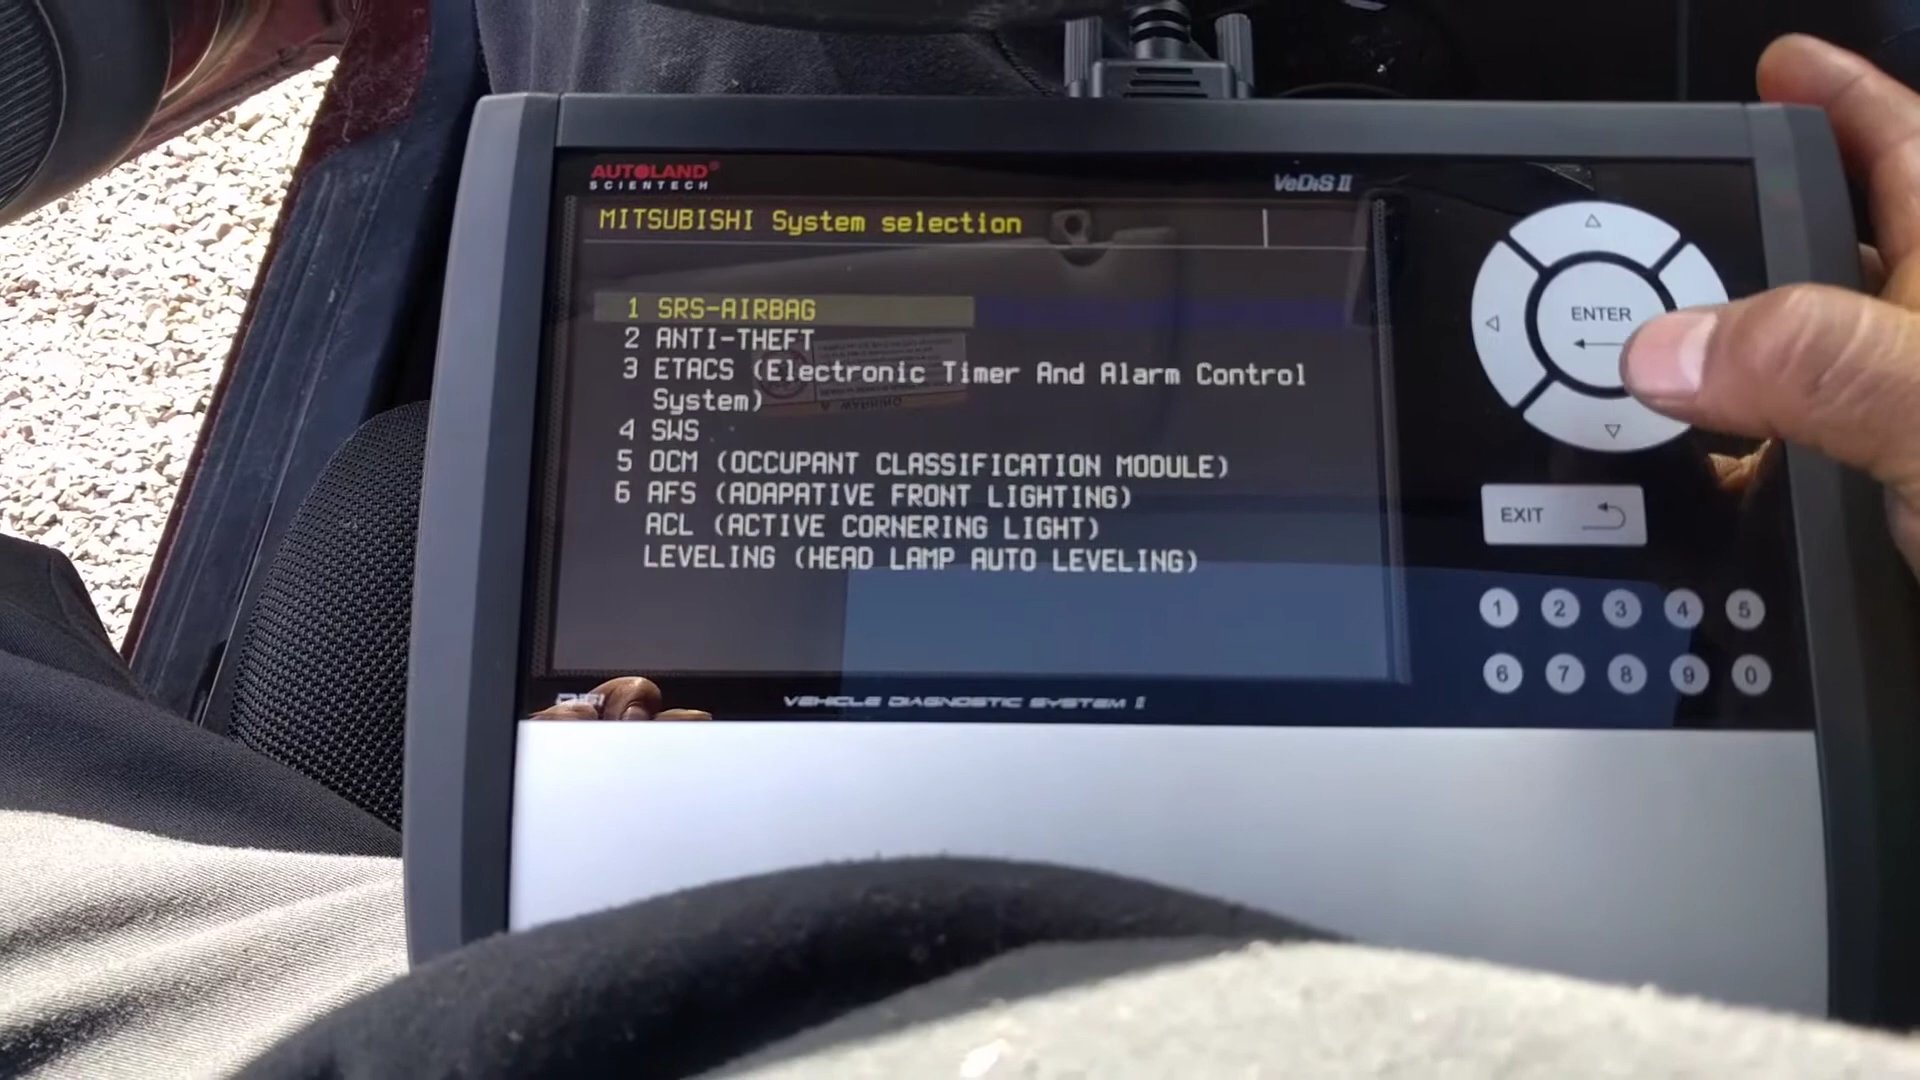 AUTOLAND®
SCIENTECH
VeDiS II
MITSUBISHI System selection
1 SRS-AIRBAG
2 ANTI-THEFT
3 ETACS (Electronic Timer And Alarm Control
System)
4 SWS
5 OCM (OCCUPANT CLASSIFICATION MODULE)
6 AFS (ADAPATIVE FRONT LIGHTING)
ACL (ACTIVE CORNERING LIGHT)
LEVELING (HEAD LAMP AUTO LEVELING)
VEHICLE DIAGNOSTIC SYSTEM II
ENTER
EXIT
1 2 3 4 5
6 7 8 9 0
WARNING